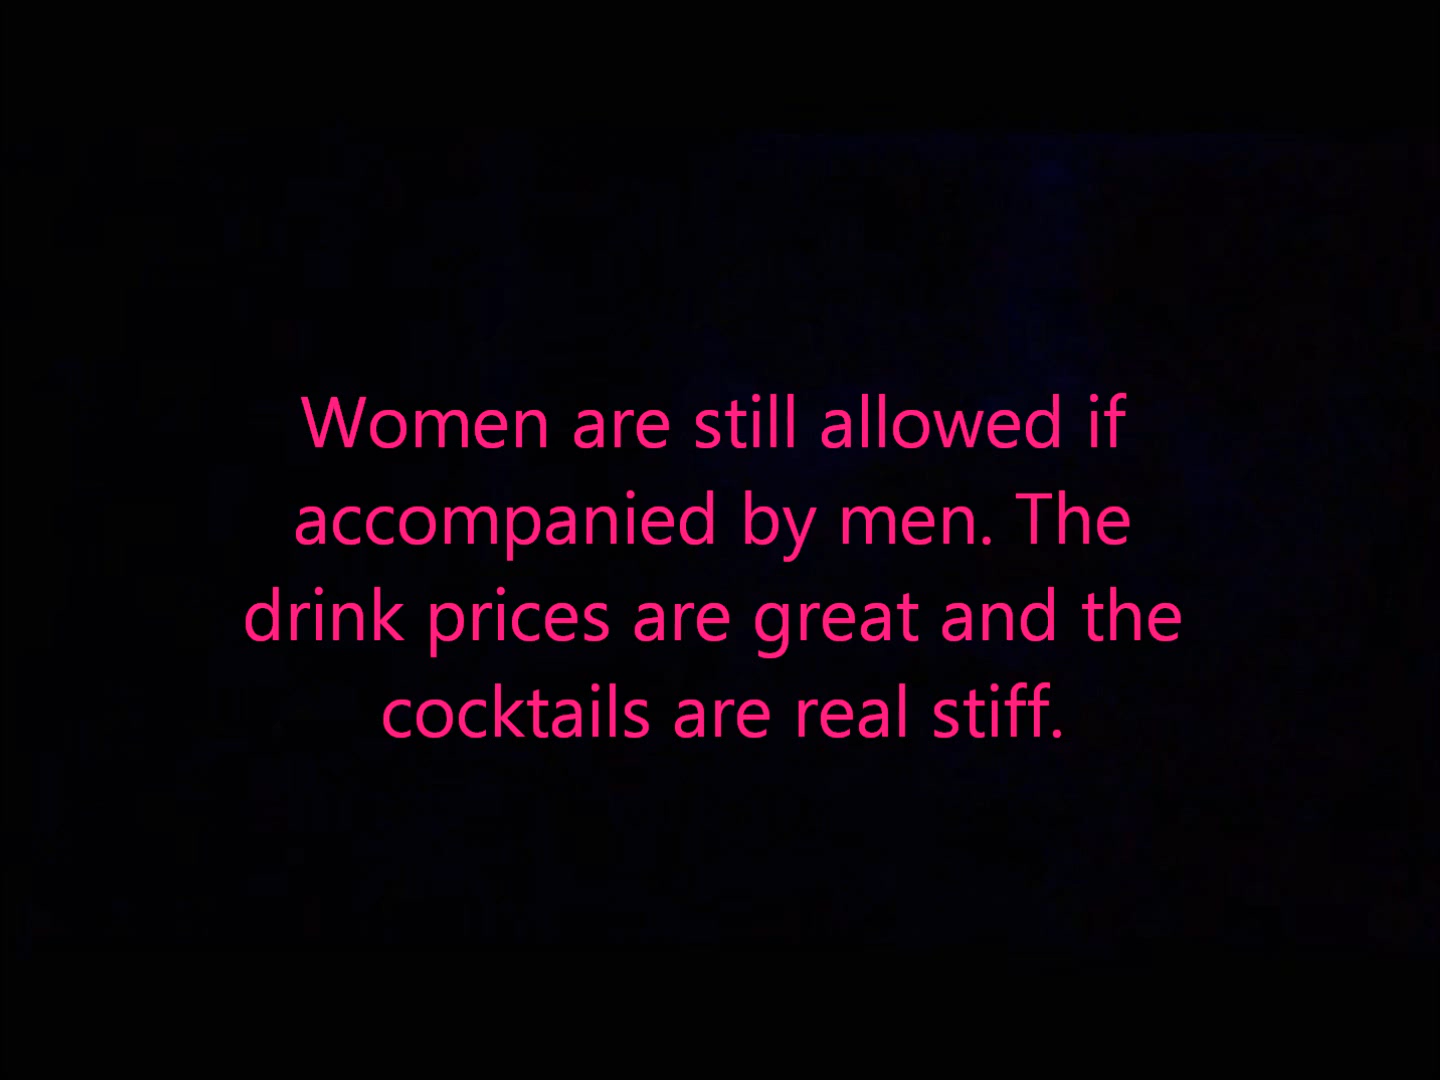 Women are still allowed if
accompanied by men. The
drink prices are great and the
cocktails are real stiff.